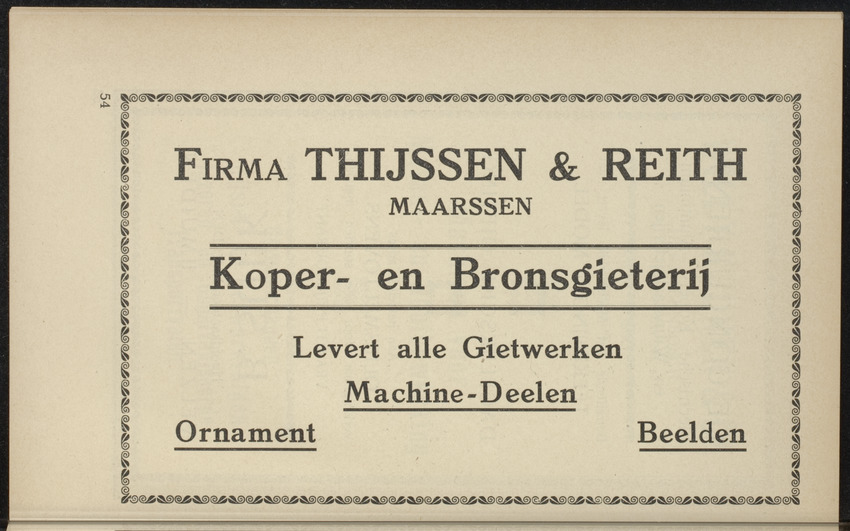 54
FIRMA THIJSSEN & REITH
MAARSSEN
Koper- en Bronsgieterij
Levert alle Gietwerken
Machine-Deelen
Ornament Beelden